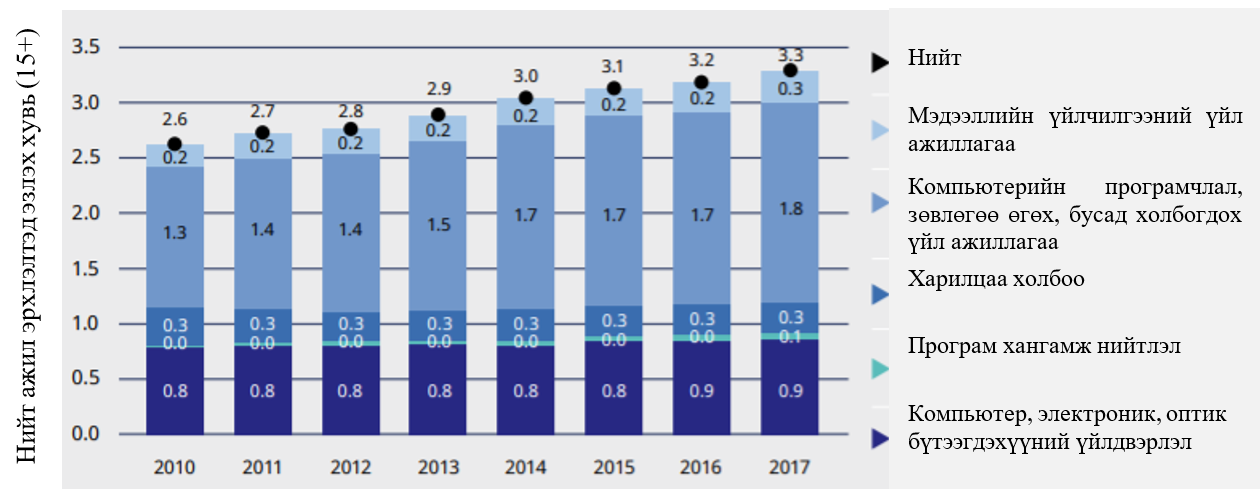 Нийт ажил эрхлэлтэд эзлэх хувь (15+)
3.5
3.0
2.5
2.0
1.5
1.0
0.5
0.0
2.6 2.7 2.8 2.9 3.0 3.1 3.2 3.3
0.2 0.2 0.2 0.2 0.2 0.2 0.2 0.3
1.3 1.4 1.4 1.5 1.7 1.7 1.7 1.8
0.3 0.3 0.3 0.3 0.3 0.3 0.3 0.3
0.0 0.0 0.0 0.0 0.0 0.0 0.0 0.1
0.8 0.8 0.8 0.8 0.8 0.8 0.9 0.9
2010 2011 2012 2013 2014 2015 2016 2017
Нийт
Мэдээллийн үйлчилгээний үйл
ажиллагаа
Компьютерийн програмчлал,
зөвлөгөө өгөх, бусад холбогдох
үйл ажиллагаа
Харилцаа холбоо
Програм хангамж нийтлэл
Компьютер, электроник, оптик
бүтээгдэхүүний үйлдвэрлэл